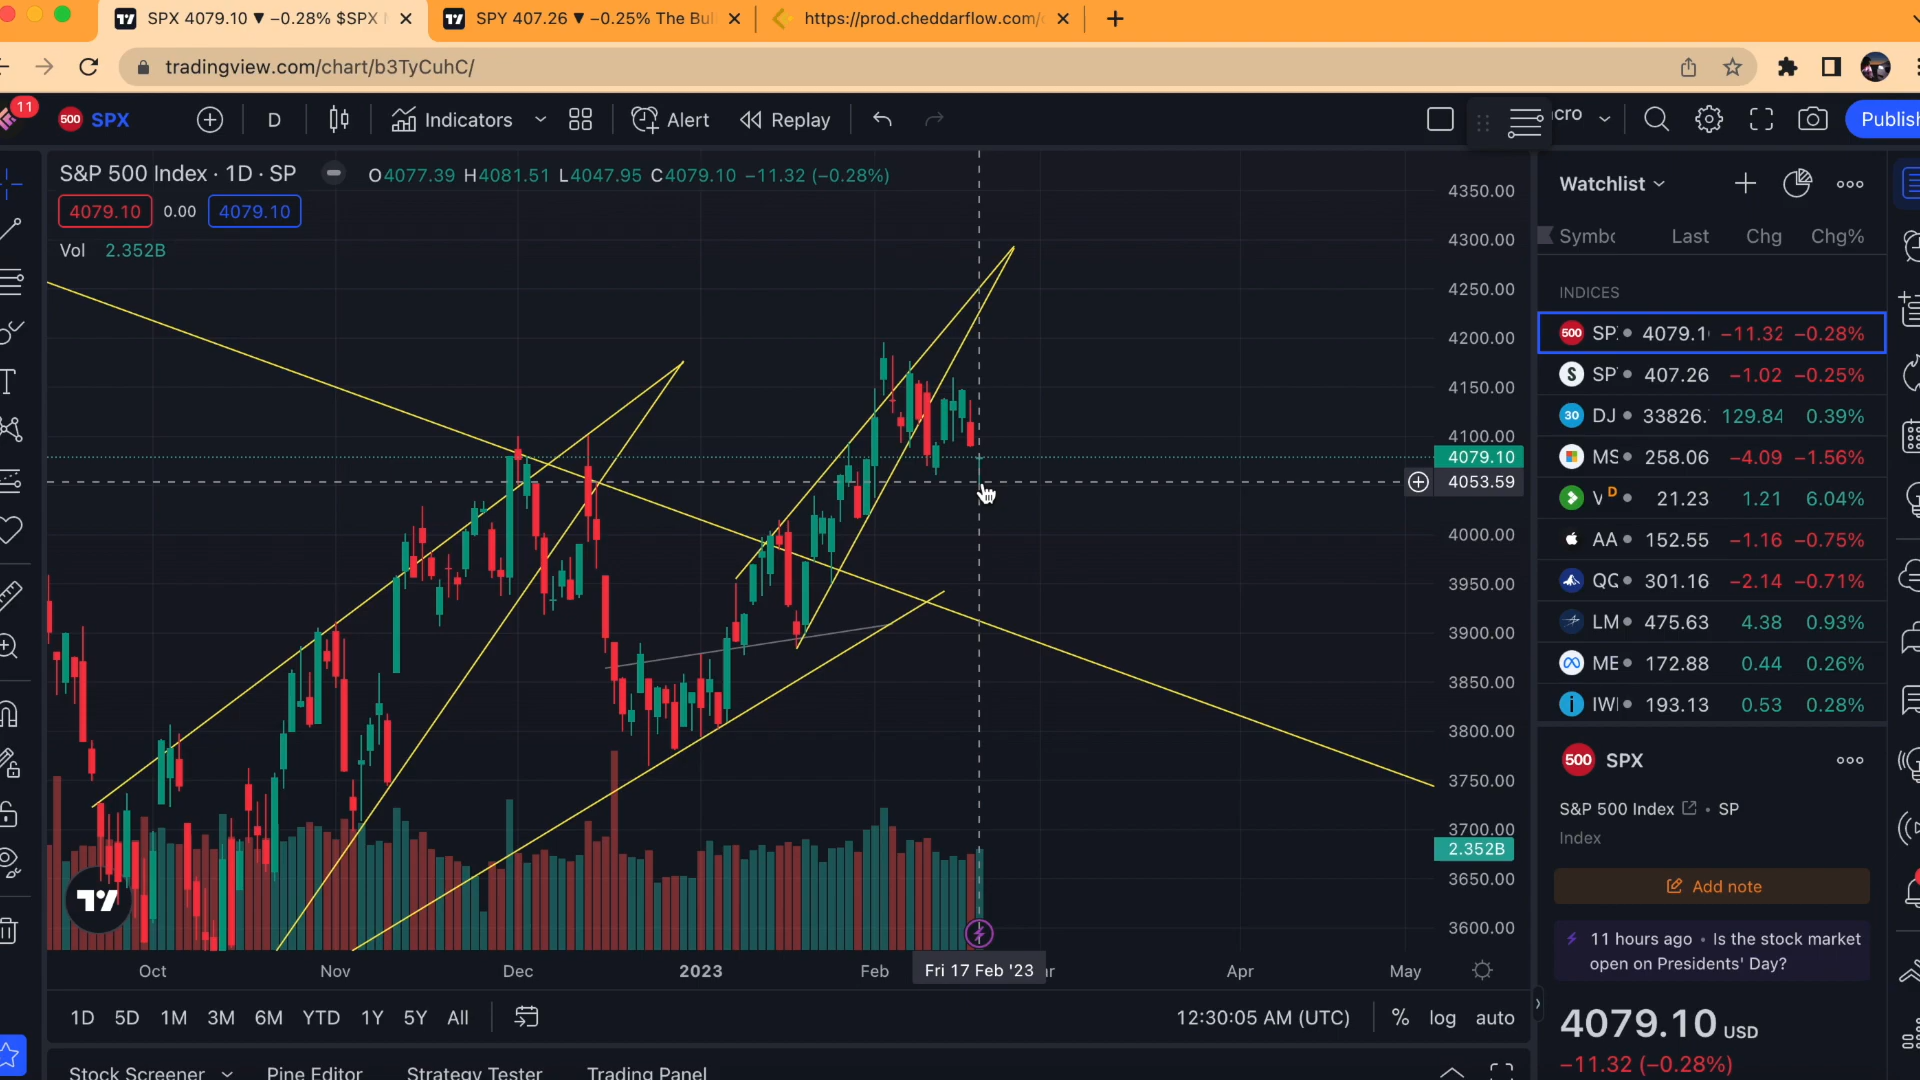 SPX 4079.10 ▼ −0.28% $SPX
SPY 407.26 ▼ −0.25% The Bul
https://prod.cheddarflow.com/
tradingview.com/chart/b3TyCuhC/
11
500 SPX
D
Indicators
Alert
Replay
cro
Publish
S&P 500 Index · 1D · SP
O4077.39 H4081.51 L4047.95 C4079.10 −11.32 (−0.28%)
4079.10 0.00 4079.10
Vol 2.352B
4350.00
4300.00
4250.00
4200.00
4150.00
4100.00
4079.10
4053.59
4000.00
3950.00
3900.00
3850.00
3800.00
3750.00
3700.00
2.352B
3650.00
3600.00
Oct Nov Dec 2023 Feb Fri 17 Feb '23 Apr May
1D 5D 1M 3M 6M YTD 1Y 5Y All
12:30:05 AM (UTC) % log auto
Stock Screener Pine Editor Strategy Tester Trading Panel
Watchlist
Symbo Last Chg Chg%
INDICES
500 SP 4079.1 −11.32 −0.28%
S SP 407.26 −1.02 −0.25%
30 DJ 33826. 129.84 0.39%
MS 258.06 −4.09 −1.56%
V D 21.23 1.21 6.04%
AA 152.55 −1.16 −0.75%
QQ 301.16 −2.14 −0.71%
LM 475.63 4.38 0.93%
ME 172.88 0.44 0.26%
IWI 193.13 0.53 0.28%
500 SPX
S&P 500 Index • SP
Index
Add note
11 hours ago • Is the stock market
open on Presidents' Day?
4079.10 USD
−11.32 (−0.28%)